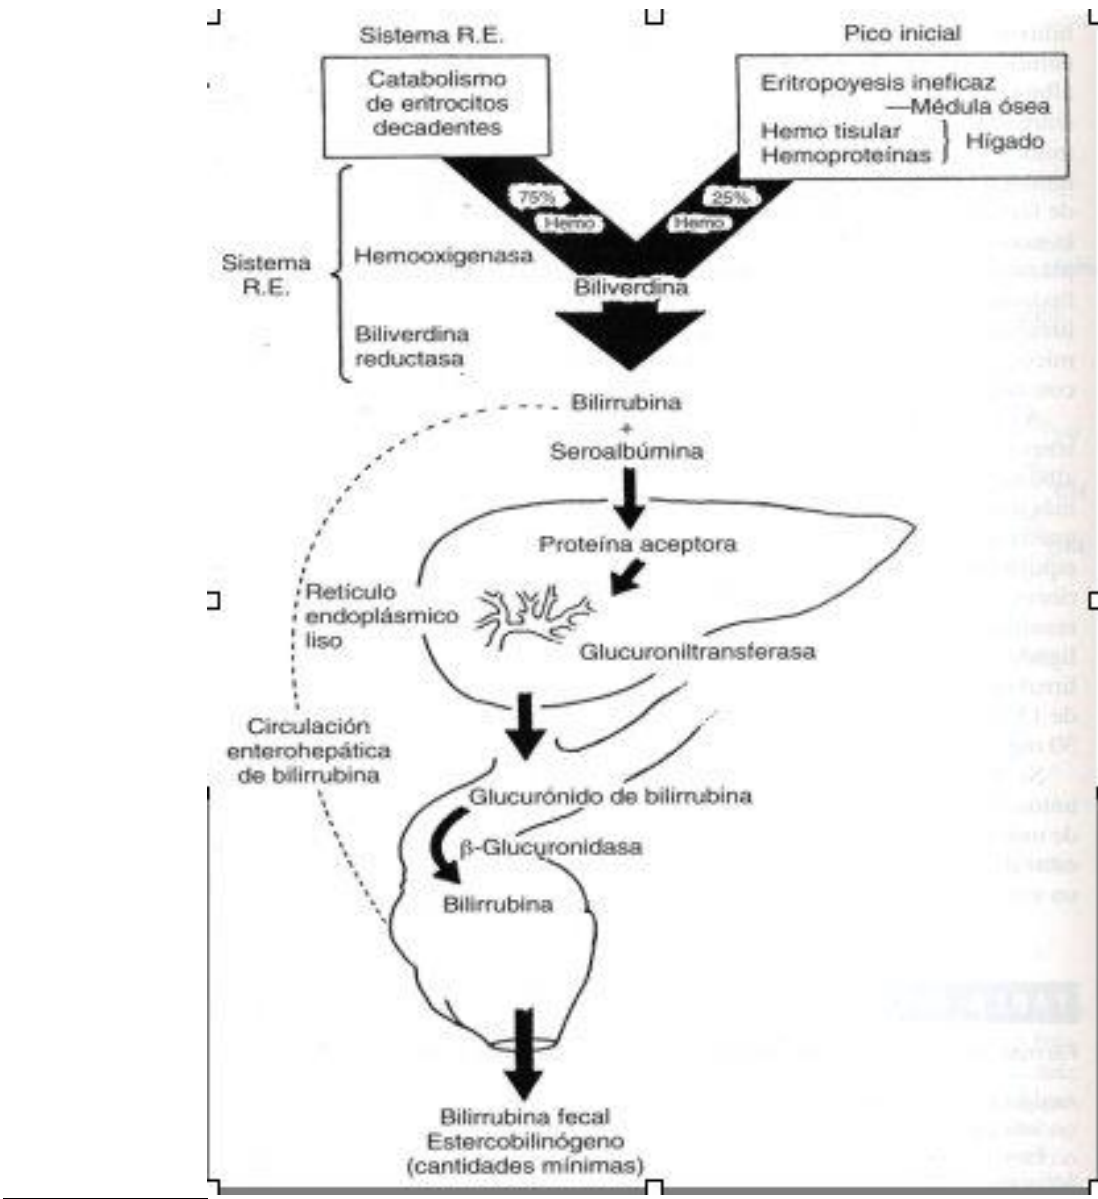 Sistema R.E.
Pico inicial
Catabolismo
de eritrocitos
decadentes
Eritropoyesis ineficaz
—Médula ósea
Hemo tisular
Hemoproteínas
Hígado
75%
Hemo
25%
Hemo
Sistema
R.E.
Hemooxigenasa
Biliverdina
Biliverdina
reductasa
Bilirrubina
+
Seroalbúmina
Proteína aceptora
Retículo
endoplásmico
liso
Glucuroniltransferasa
Circulación
enterohepática
de bilirrubina
Glucurónido de bilirrubina
β-Glucuronidasa
Bilirrubina
Bilirrubina fecal
Estercobilinógeno
(cantidades mínimas)